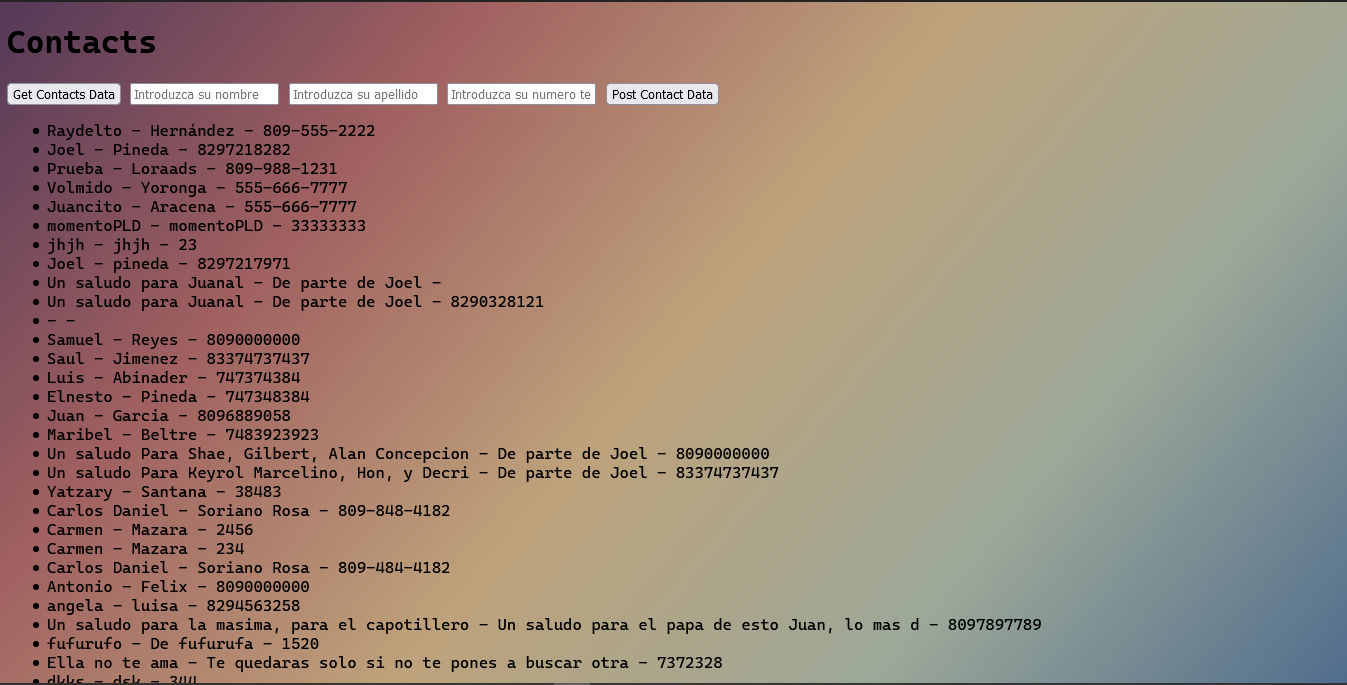 Contacts
Get Contacts Data Introduzca su nombre Introduzca su apellido Introduzca su numero te Post Contact Data
• Raydelto - Hernández - 809-555-2222
• Joel - Pineda - 8297218282
• Prueba - Loraads - 809-988-1231
• Volmido - Yoronga - 555-666-7777
• Juancito - Aracena - 555-666-7777
• momentoPLD - momentoPLD - 33333333
• jhjh - jhjh - 23
• Joel - pineda - 8297217971
• Un saludo para Juanal - De parte de Joel -
• Un saludo para Juanal - De parte de Joel - 8290328121
• - -
• Samuel - Reyes - 8090000000
• Saul - Jimenez - 83374737437
• Luis - Abinader - 747374384
• Elnesto - Pineda - 747348384
• Juan - Garcia - 8096889058
• Maribel - Beltre - 7483923923
• Un saludo Para Shae, Gilbert, Alan Concepcion - De parte de Joel - 8090000000
• Un saludo Para Keyrol Marcelino, Hon, y Decri - De parte de Joel - 83374737437
• Yatzary - Santana - 38483
• Carlos Daniel - Soriano Rosa - 809-848-4182
• Carmen - Mazara - 2456
• Carmen - Mazara - 234
• Carlos Daniel - Soriano Rosa - 809-484-4182
• Antonio - Felix - 8090000000
• angela - luisa - 8294563258
• Un saludo para la masima, para el capotillero - Un saludo para el papa de esto Juan, lo mas d - 8097897789
• fufurufo - De fufurufa - 1520
• Ella no te ama - Te quedaras solo si no te pones a buscar otra - 7372328
• dkks - dsk - 344